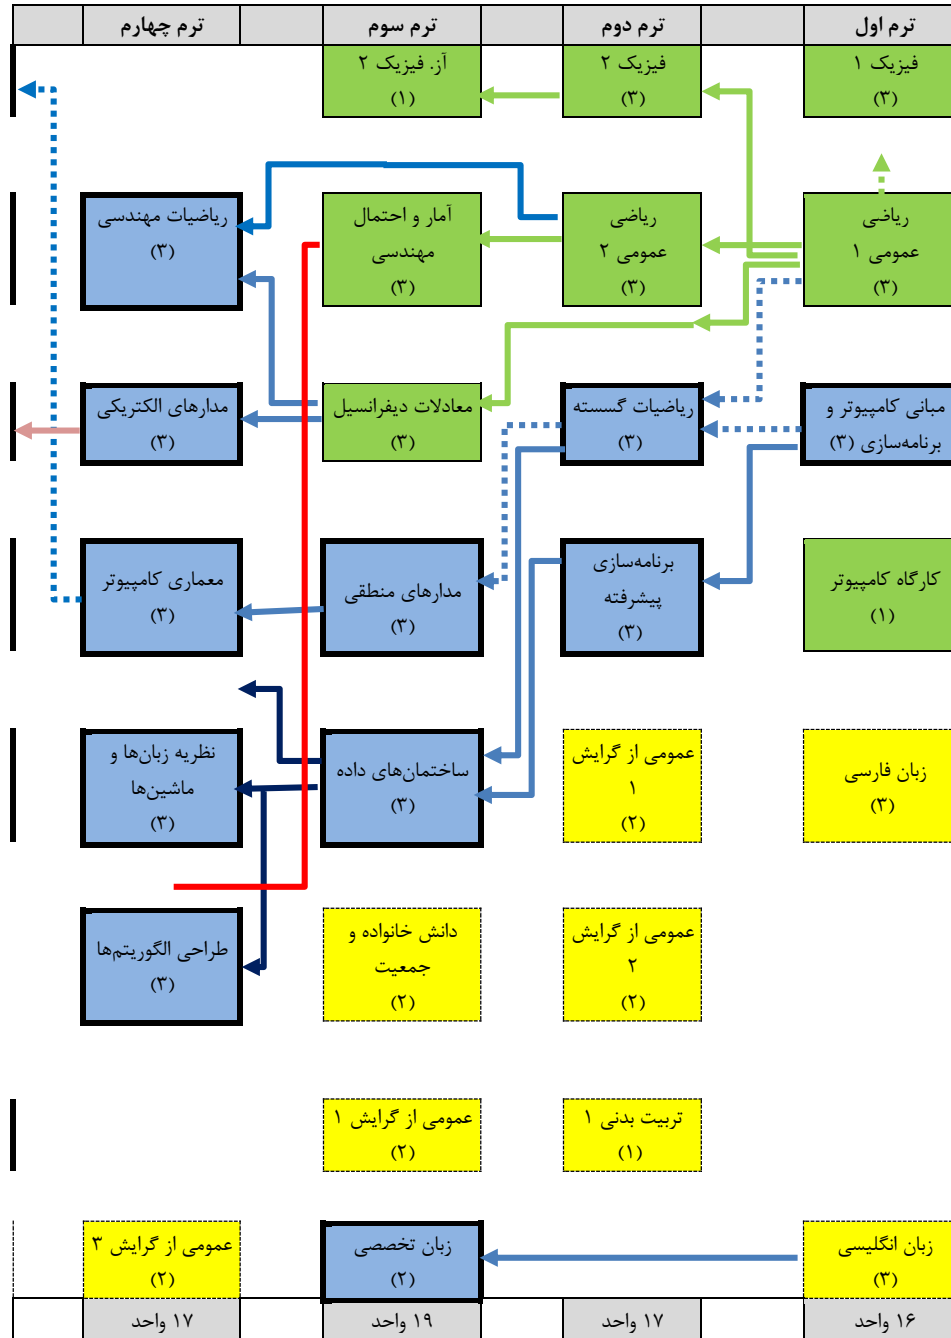 ترم اول
ترم دوم
ترم سوم
ترم چهارم
فیزیک ۱
(۳)
فیزیک ۲
(۳)
آز. فیزیک ۲
(۱)
ریاضی
عمومی ۱
(۳)
ریاضی
عمومی ۲
(۳)
آمار و احتمال
مهندسی
(۳)
ریاضیات مهندسی
(۳)
مبانی کامپیوتر و
برنامه‌سازی (۳)
ریاضیات گسسته
(۳)
معادلات دیفرانسیل
(۳)
مدارهای الکتریکی
(۳)
کارگاه کامپیوتر
(۱)
برنامه‌سازی
پیشرفته
(۳)
مدارهای منطقی
(۳)
معماری کامپیوتر
(۳)
زبان فارسی
(۳)
عمومی از گرایش
۱
(۲)
ساختمان‌های داده
(۳)
نظریه زبان‌ها و
ماشین‌ها
(۳)
عمومی از گرایش
۲
(۲)
دانش خانواده و
جمعیت
(۲)
طراحی الگوریتم‌ها
(۳)
تربیت بدنی ۱
(۱)
عمومی از گرایش ۱
(۲)
زبان انگلیسی
(۳)
زبان تخصصی
(۲)
عمومی از گرایش ۳
(۲)
۱۶ واحد
۱۷ واحد
۱۹ واحد
۱۷ واحد